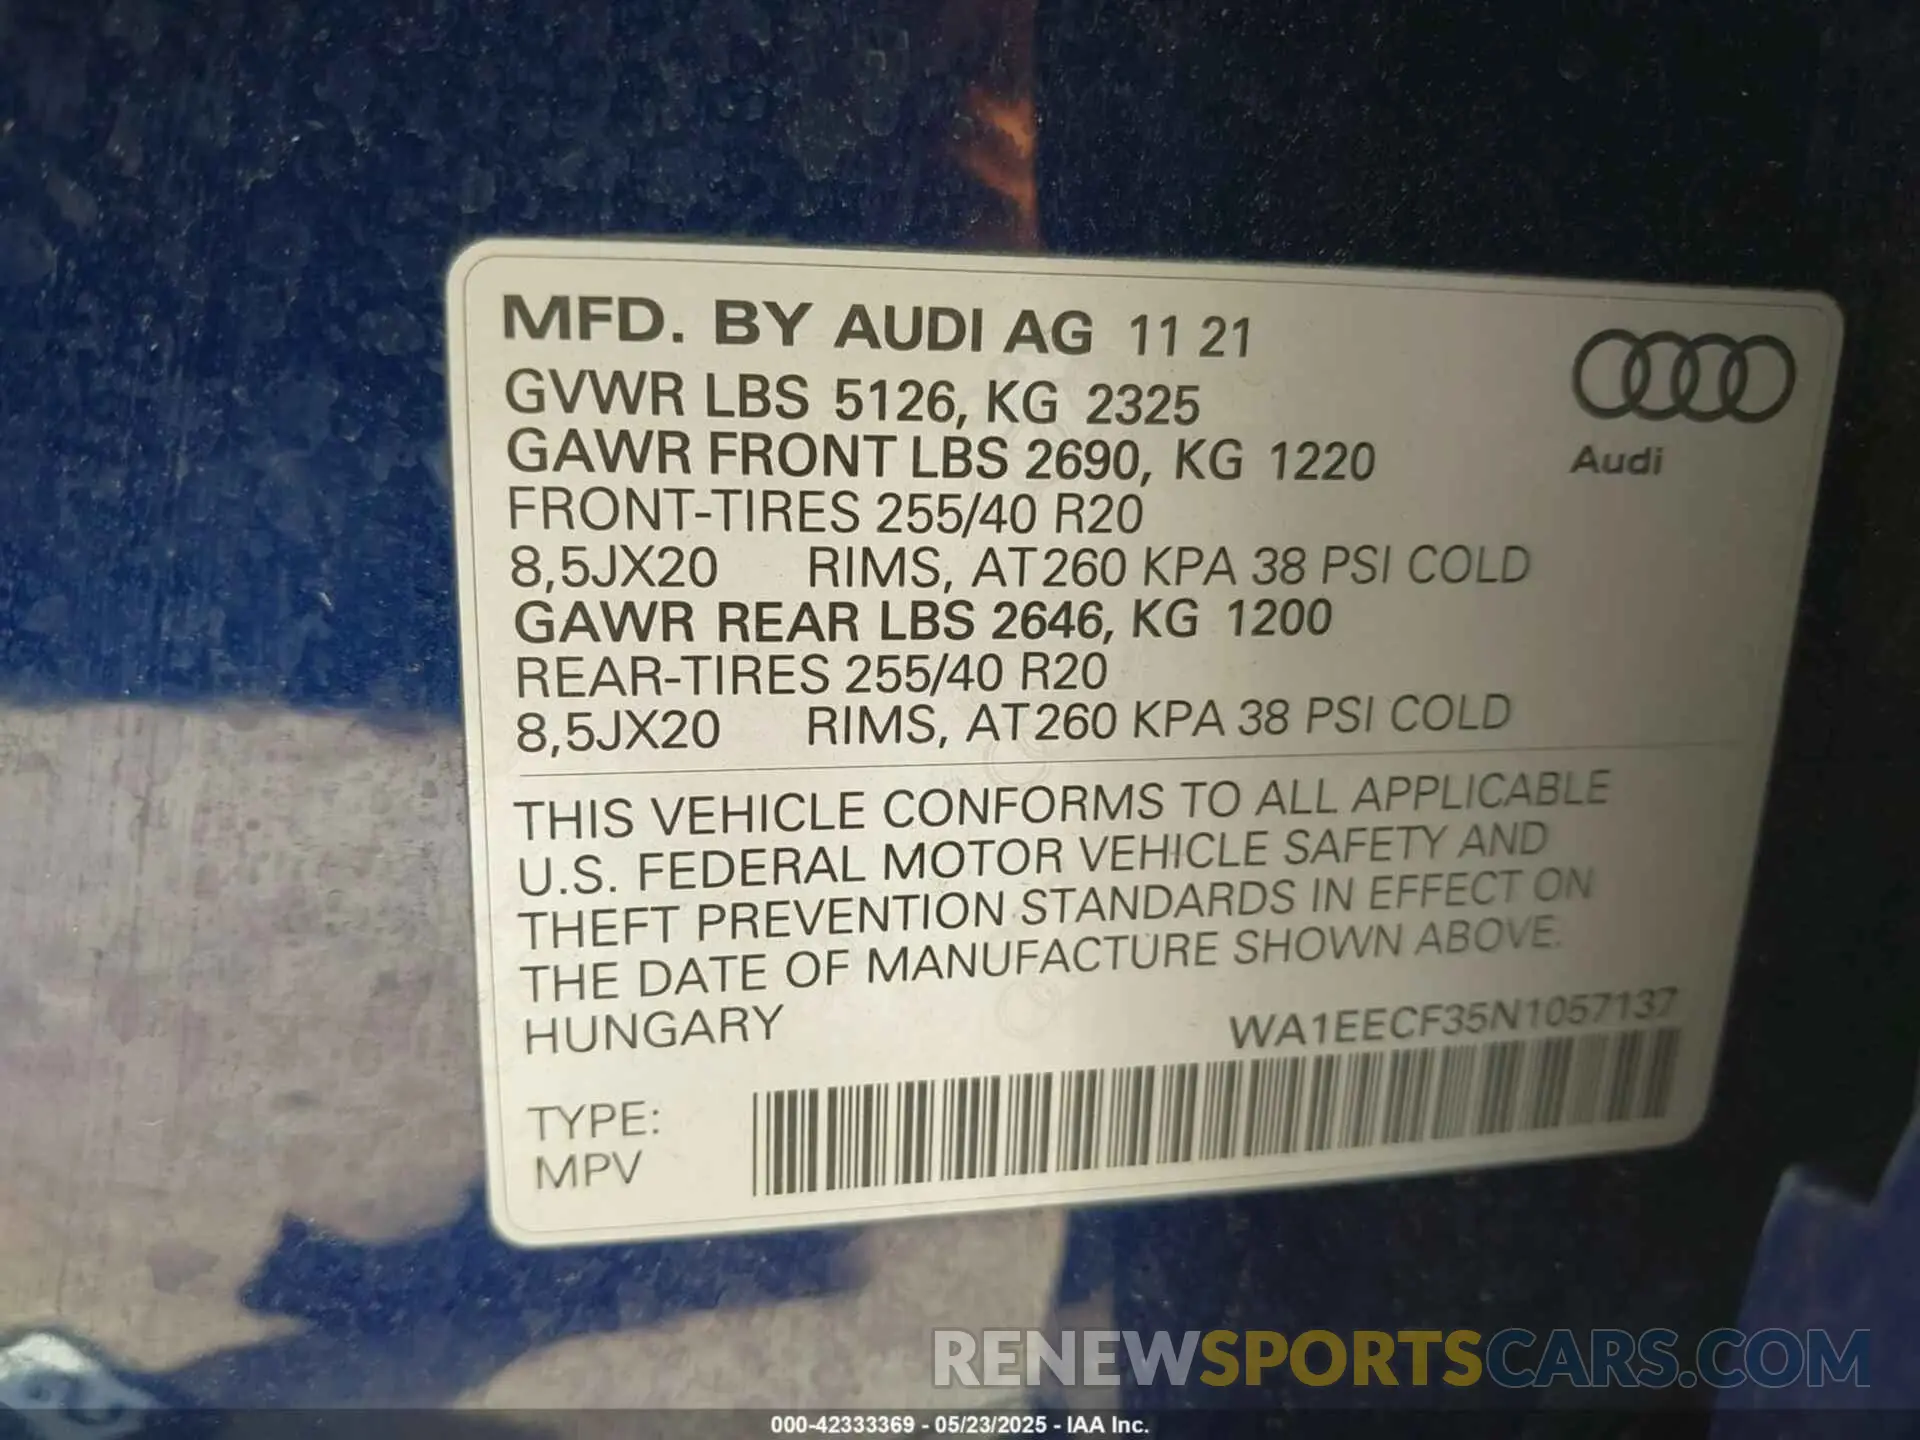 MFD. BY AUDI AG 11 21
GVWR LBS 5126, KG 2325
GAWR FRONT LBS 2690, KG 1220
FRONT-TIRES 255/40 R20
8,5JX20 RIMS, AT 260 KPA 38 PSI COLD
GAWR REAR LBS 2646, KG 1200
REAR-TIRES 255/40 R20
8,5JX20 RIMS, AT 260 KPA 38 PSI COLD
Audi
THIS VEHICLE CONFORMS TO ALL APPLICABLE
U.S. FEDERAL MOTOR VEHICLE SAFETY AND
THEFT PREVENTION STANDARDS IN EFFECT ON
THE DATE OF MANUFACTURE SHOWN ABOVE.
HUNGARY WA1EECF35N1057137
TYPE:
MPV
RENEWSPORTSCARS.COM
000-42333369 - 05/23/2025 - IAA Inc.